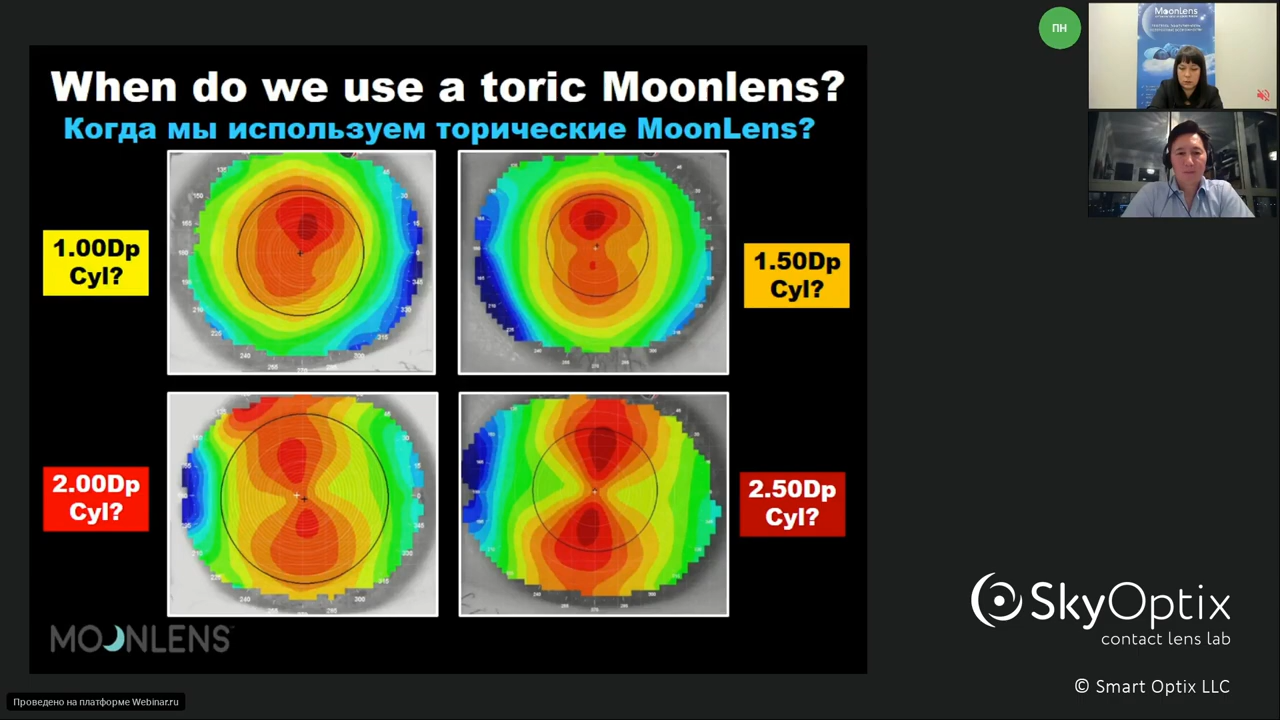 When do we use a toric Moonlens?
Когда мы используем торические MoonLens?
1.00Dp
Cyl?
1.50Dp
Cyl?
2.00Dp
Cyl?
2.50Dp
Cyl?
MOONLENS
ПН
Moonlens
SkyOptix
contact lens lab
© Smart Optix LLC
Проведено на платформе Webinar.ru